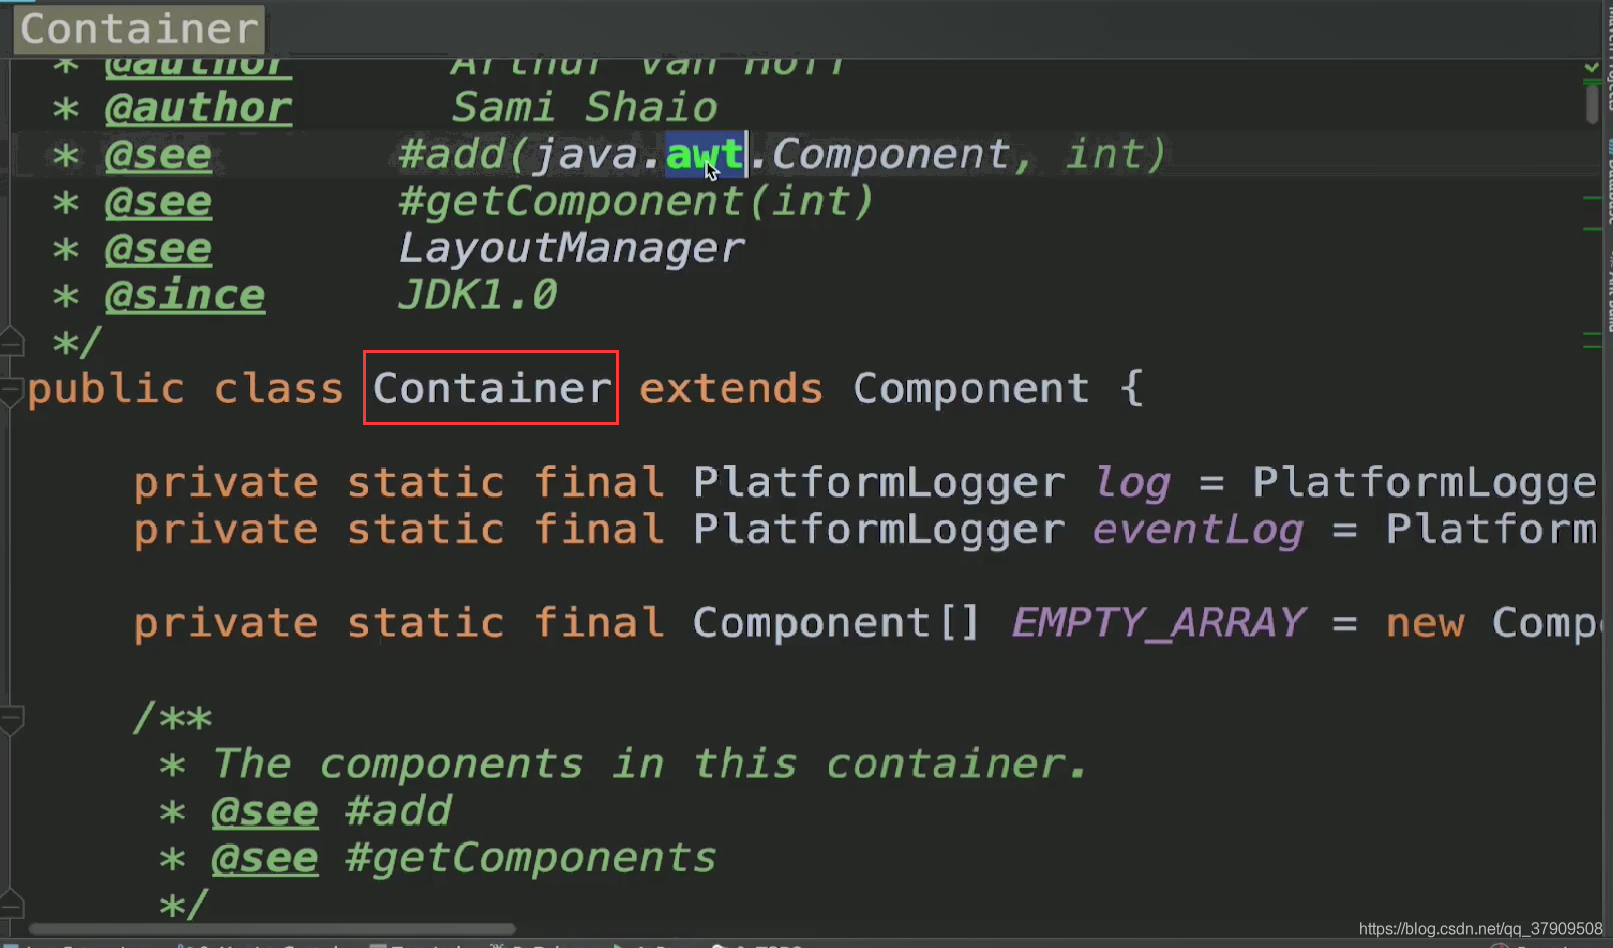 Container
* @author Arthur Van Hoff
* @author Sami Shaio
* @see #add(java.awt.Component, int)
* @see #getComponent(int)
* @see LayoutManager
* @since JDK1.0
*/
public class Container extends Component {
private static final PlatformLogger log = PlatformLogge
private static final PlatformLogger eventLog = Platform
private static final Component[] EMPTY_ARRAY = new Comp
/**
* The components in this container.
* @see #add
* @see #getComponents
*/
https://blog.csdn.net/qq_37909508